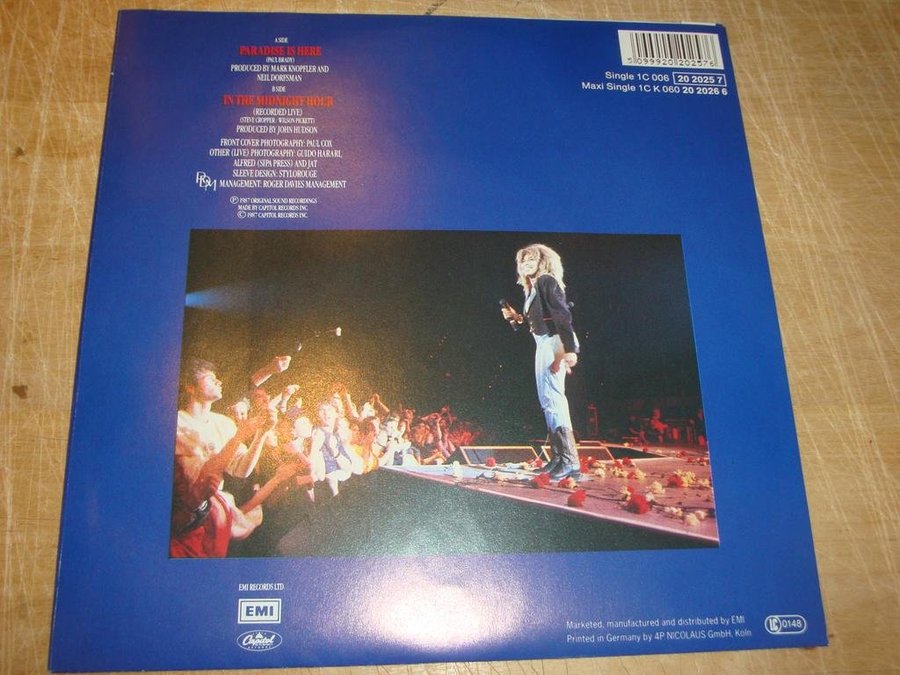 A SIDE
PARADISE IS HERE
(PAUL BRADY)
PRODUCED BY MARK KNOPFLER AND
NEIL DORFSMAN
B SIDE
IN THE MIDNIGHT HOUR
(RECORDED LIVE)
(STEVE CROPPER / WILSON PICKETT)
PRODUCED BY JOHN HUDSON
FRONT COVER PHOTOGRAPHY: PAUL COX
OTHER (LIVE) PHOTOGRAPHY: GUIDO HARARI,
ALFRED (SIPA PRESS) AND JAT
SLEEVE DESIGN: STYLOROUGE
RDM MANAGEMENT: ROGER DAVIES MANAGEMENT
Ⓟ 1987 ORIGINAL SOUND RECORDINGS
MADE BY CAPITOL RECORDS INC
© 1987 CAPITOL RECORDS INC.
5 099920 202576
Single 1C 006 20 2025 7
Maxi Single 1C K 060 20 2026 6
EMI RECORDS LTD.
EMI
Capitol
RECORDS
Marketed, manufactured and distributed by EMI
Printed in Germany by 4P NICOLAUS GmbH, Köln
LC 0148